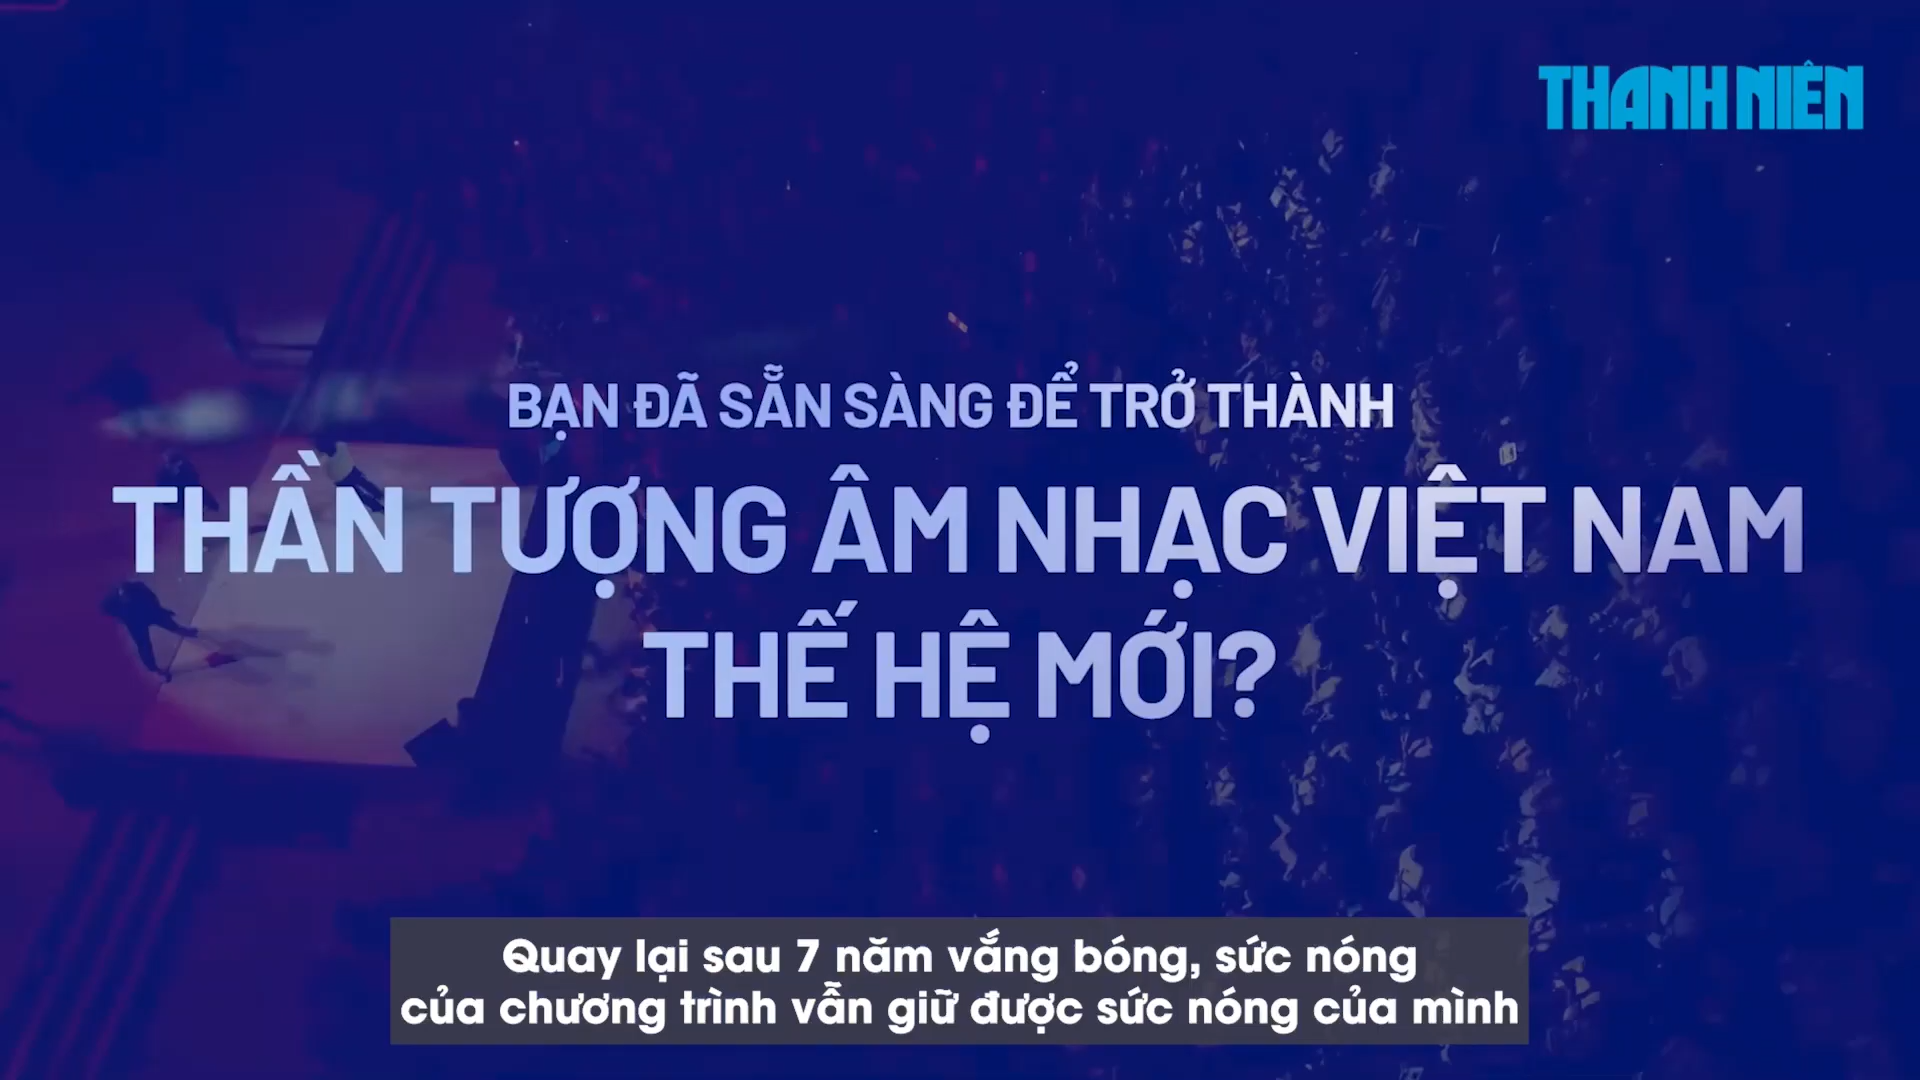 THANH NIÊN
BẠN ĐÃ SẴN SÀNG ĐỂ TRỞ THÀNH
THẦN TƯỢNG ÂM NHẠC VIỆT NAM
THẾ HỆ MỚI?
Quay lại sau 7 năm vắng bóng, sức nóng
của chương trình vẫn giữ được sức nóng của mình